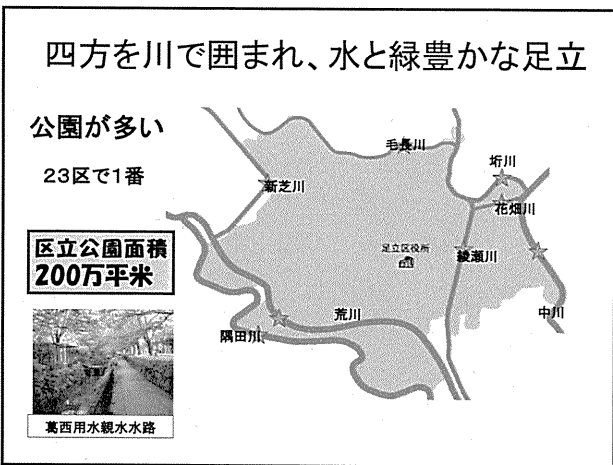 四方を川で囲まれ、水と緑豊かな足立
公園が多い
23区で1番
区立公園面積
200万平米
葛西用水親水水路
毛長川
新芝川
垳川
花畑川
足立区役所
綾瀬川
中川
荒川
隅田川